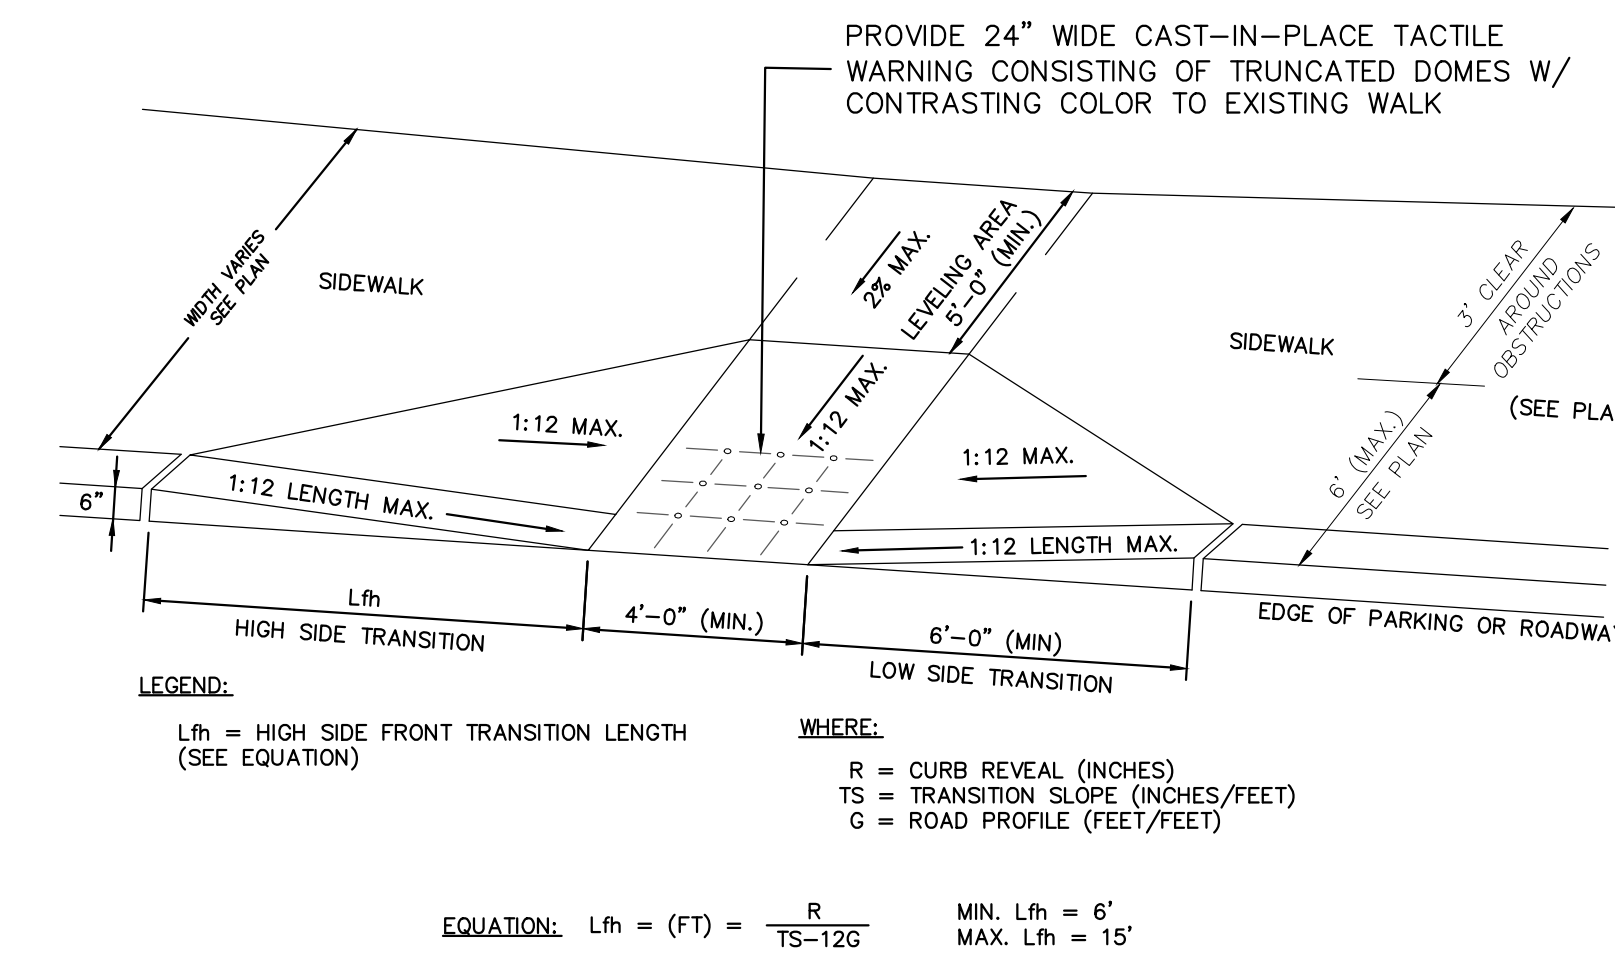 PROVIDE 24” WIDE CAST-IN-PLACE TACTILE
WARNING CONSISTING OF TRUNCATED DOMES W/
CONTRASTING COLOR TO EXISTING WALK
WIDTH VARIES
SEE PLAN
SIDEWALK
2% MAX.
LEVELING AREA
5'-0” (MIN.)
SIDEWALK
3' CLEAR
AROUND
OBSTRUCTIONS
(SEE PLA
6' (MAX.)
SEE PLAN
1:12 MAX.
1:12 MAX.
1:12 MAX.
6”
1:12 LENGTH MAX.
1:12 LENGTH MAX.
EDGE OF PARKING OR ROADWA
Lfh
HIGH SIDE TRANSITION
4'-0” (MIN.)
6'-0” (MIN)
LOW SIDE TRANSITION
LEGEND:
Lfh = HIGH SIDE FRONT TRANSITION LENGTH
(SEE EQUATION)
WHERE:
R = CURB REVEAL (INCHES)
TS = TRANSITION SLOPE (INCHES/FEET)
G = ROAD PROFILE (FEET/FEET)
EQUATION: Lfh = (FT) = R
TS-12G
MIN. Lfh = 6'
MAX. Lfh = 15'